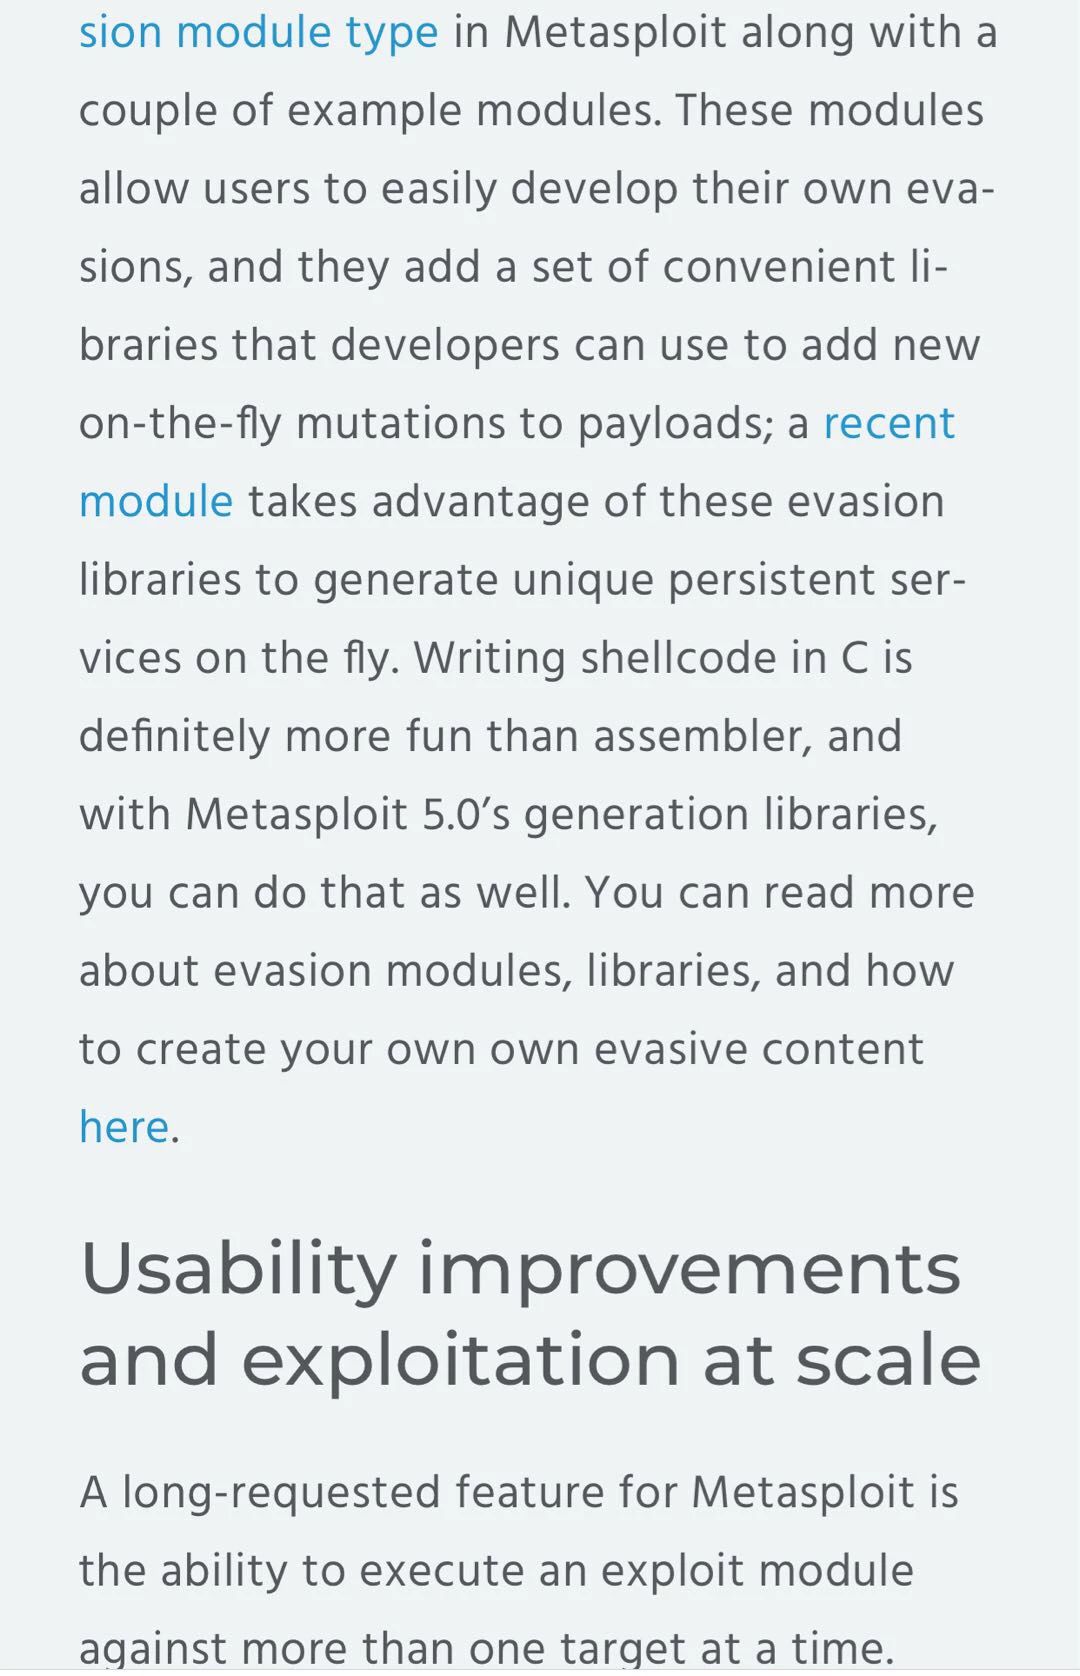 sion module type in Metasploit along with a
couple of example modules. These modules
allow users to easily develop their own eva-
sions, and they add a set of convenient li-
braries that developers can use to add new
on-the-fly mutations to payloads; a recent
module takes advantage of these evasion
libraries to generate unique persistent ser-
vices on the fly. Writing shellcode in C is
definitely more fun than assembler, and
with Metasploit 5.0’s generation libraries,
you can do that as well. You can read more
about evasion modules, libraries, and how
to create your own own evasive content
here.
Usability improvements
and exploitation at scale
A long-requested feature for Metasploit is
the ability to execute an exploit module
against more than one target at a time.